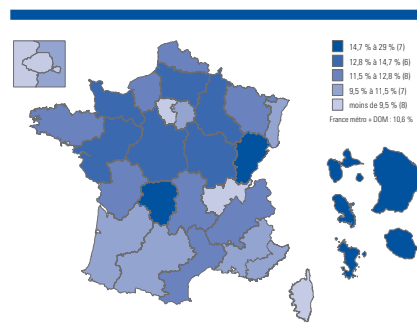 14,7 % à 29 % (7)
12,8 % à 14,7 % (6)
11,5 % à 12,8 % (8)
9,5 % à 11,5 % (7)
moins de 9,5 % (8)
France métro + DOM : 10,6 %